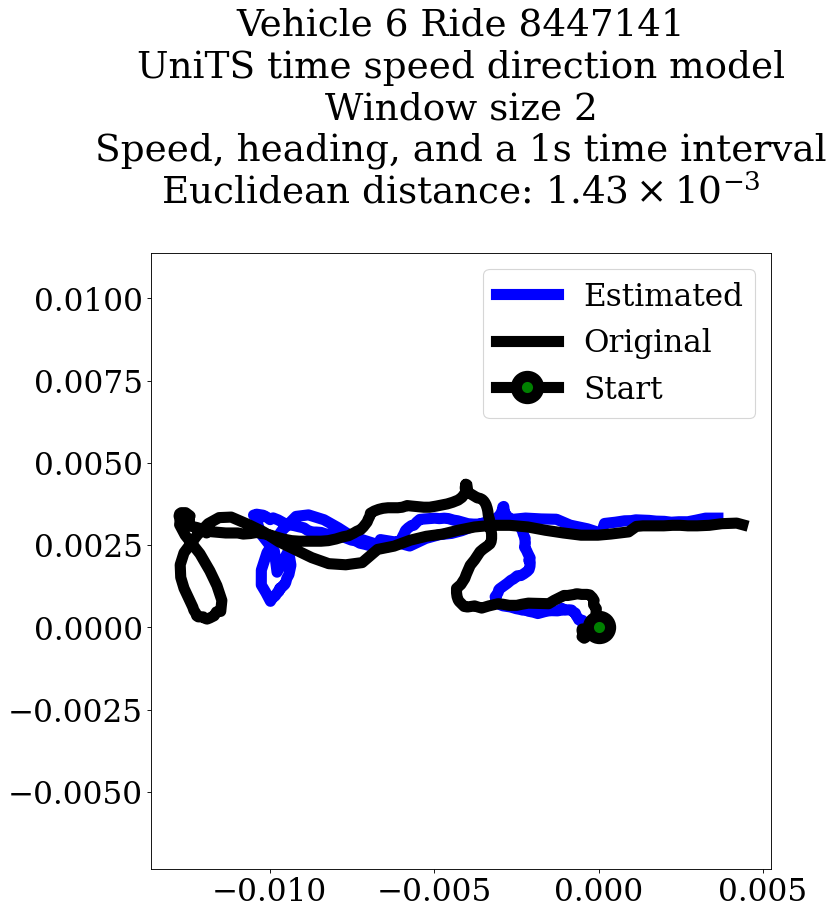 Vehicle 6 Ride 8447141
UniTS time speed direction model
Window size 2
Speed, heading, and a 1s time interval
Euclidean distance: 1.43 × 10⁻³
Estimated
Original
Start
0.0100
0.0075
0.0050
0.0025
0.0000
−0.0025
−0.0050
−0.010 −0.005 0.000 0.005